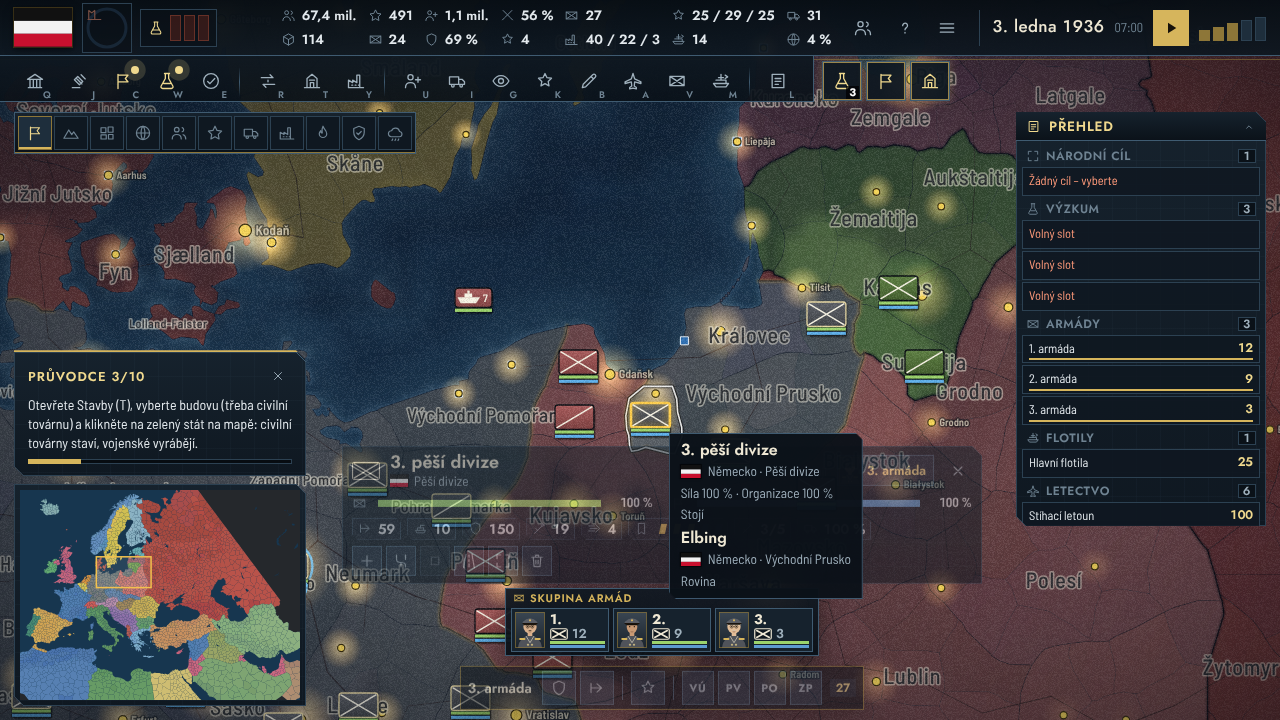 67,4 mil.
491
1,1 mil.
56 %
27
25 / 29 / 25
31
114
24
69 %
4
40 / 22 / 3
14
4 %
?
3. ledna 1936
07:00
Q
J
C
W
E
R
T
Y
U
I
G
K
B
A
V
M
L
3
Severní Jutsko
Skåne
Aarhus
Jižní Jutsko
Kodaň
Sjælland
Fyn
Lolland-Falster
Liepāja
Kuronsko
Zemgale
Latgale
Aukštaitij
Žemaitija
Tilsit
Královec
Východní Prusko
Grodno
Grodno
Gdaňsk
Východní Pomořan
7
PŘEHLED
NÁRODNÍ CÍL
1
Žádný cíl – vyberte
VÝZKUM
3
Volný slot
Volný slot
Volný slot
ARMÁDY
3
1. armáda
12
2. armáda
9
3. armáda
3
FLOTILY
1
Hlavní flotila
25
LETECTVO
6
Stíhací letoun
100
PRŮVODCE 3/10
Otevřete Stavby (T), vyberte budovu (třeba civilní
továrnu) a klikněte na zelený stát na mapě: civilní
továrny staví, vojenské vyrábějí.
3. pěší divize
Pěší divize
3. armáda
100 %
100 %
59
10
150
19
4
Białystok
Kujavsko
Toruň
Neumark
3. pěší divize
Německo · Pěší divize
Síla 100 % · Organizace 100 %
Stojí
Elbing
Německo · Východní Prusko
Rovina
SKUPINA ARMÁD
1.
12
2.
9
3.
3
3. armáda
VÚ
PV
PO
ZP
27
Radom
Lublin
Polesí
Žytomyr
Vratislav